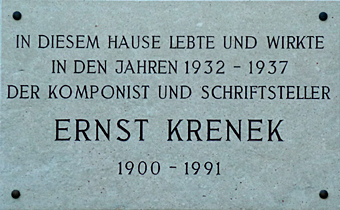 IN DIESEM HAUSE LEBTE UND WIRKTE
IN DEN JAHREN 1932 - 1937
DER KOMPONIST UND SCHRIFTSTELLER
ERNST KRENEK
1900 - 1991